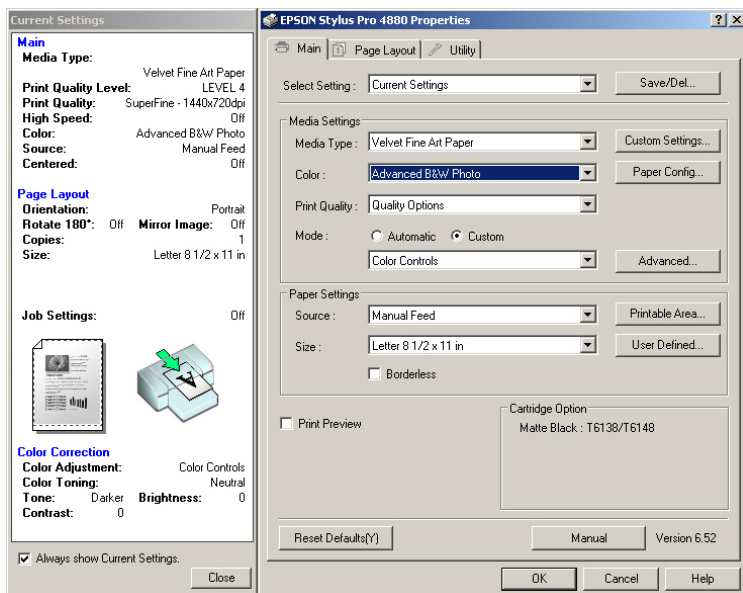 Current Settings
Main
Media Type:
Velvet Fine Art Paper
Print Quality Level: LEVEL 4
Print Quality: SuperFine - 1440x720dpi
High Speed: Off
Color: Advanced B&W Photo
Source: Manual Feed
Centered: Off
Page Layout
Orientation: Portrait
Rotate 180°: Off Mirror Image: Off
Copies: 1
Size: Letter 8 1/2 x 11 in
Job Settings: Off
A
Color Correction
Color Adjustment: Color Controls
Color Toning: Neutral
Tone: Darker Brightness: 0
Contrast: 0
Always show Current Settings.
Close
EPSON Stylus Pro 4880 Properties
Main Page Layout Utility
Select Setting : Current Settings Save/Del...
Media Settings
Media Type : Velvet Fine Art Paper Custom Settings...
Color : Advanced B&W Photo Paper Config...
Print Quality : Quality Options
Mode : Automatic Custom
Color Controls Advanced...
Paper Settings
Source : Manual Feed Printable Area...
Size : Letter 8 1/2 x 11 in User Defined...
Borderless
Print Preview
Cartridge Option
Matte Black : T6138/T6148
Reset Defaults(Y) Manual Version 6.52
OK Cancel Help